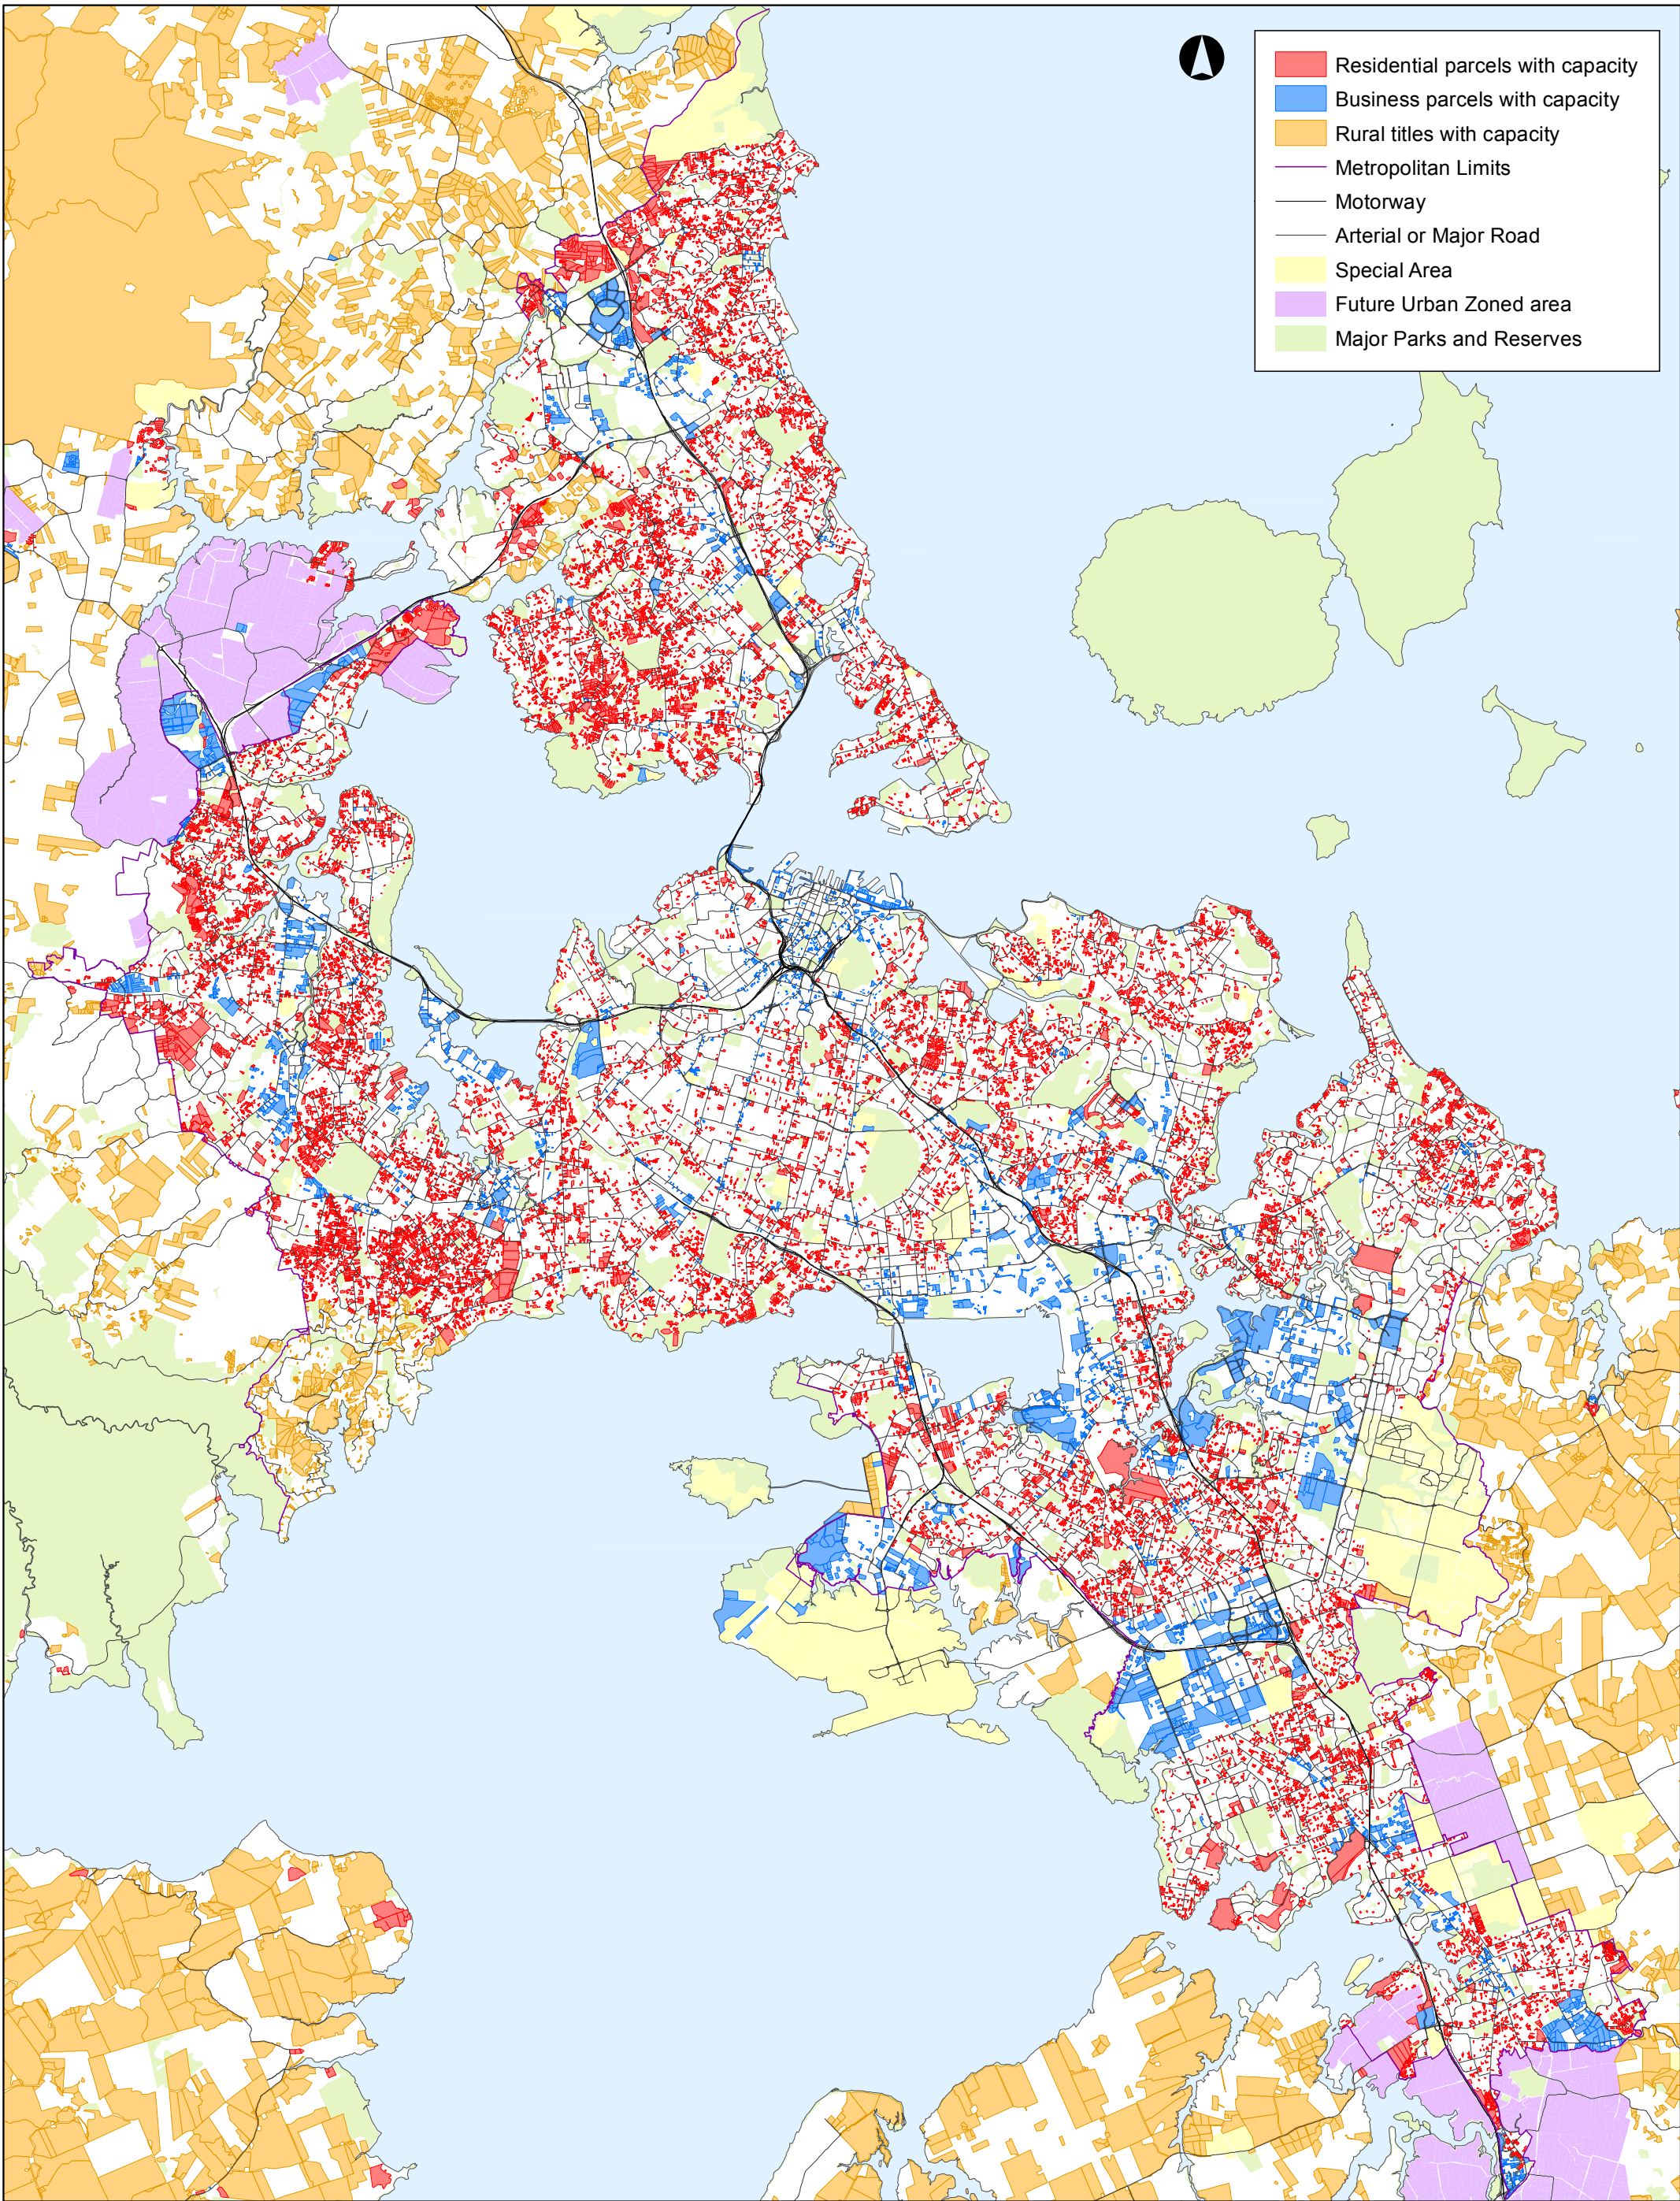 Residential parcels with capacity
Business parcels with capacity
Rural titles with capacity
Metropolitan Limits
Motorway
Arterial or Major Road
Special Area
Future Urban Zoned area
Major Parks and Reserves